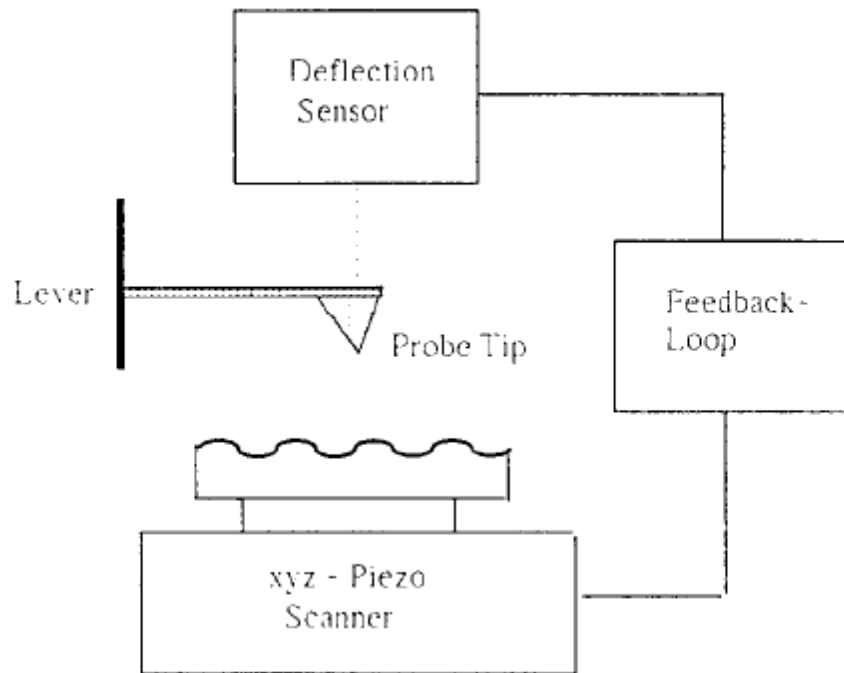 Deflection
Sensor
Lever
Probe Tip
Feedback-
Loop
xyz - Piezo
Scanner